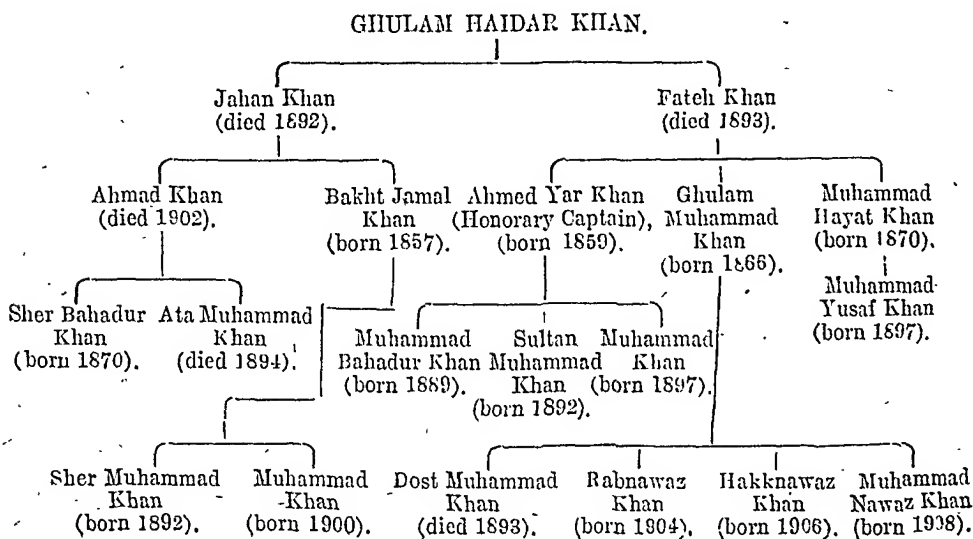 GHULAM HAIDAR KHAN.
Jahan Khan
(died 1892).
Fateh Khan
(died 1893).
Ahmad Khan
(died 1902).
Bakht Jamal
Khan
(born 1857).
Ahmed Yar Khan
(Honorary Captain),
(born 1859).
Ghulam
Muhammad
Khan
(born 1866).
Muhammad
Hayat Khan
(born 1870).
Muhammad
Yusaf Khan
(born 1897).
Sher Bahadur
Khan
(born 1870).
Ata Muhammad
Khan
(died 1894).
Muhammad
Bahadur Khan
(born 1889).
Sultan
Muhammad
Khan
(born 1892).
Muhammad
Khan
(born 1897).
Sher Muhammad
Khan
(born 1892).
Muhammad
Khan
(born 1900).
Dost Muhammad
Khan
(died 1893).
Rabnawaz
Khan
(born 1904).
Hakknawaz
Khan
(born 1906).
Muhammad
Nawaz Khan
(born 1908).